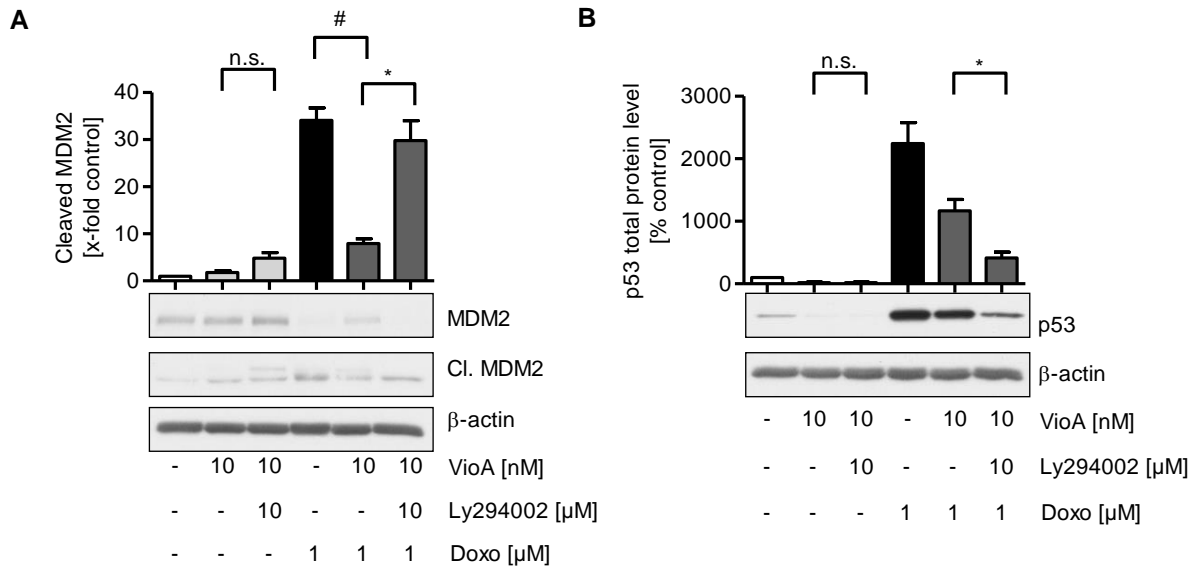 A
#
n.s.
*
Cleaved MDM2
[x-fold control]
40
30
20
10
0
MDM2
Cl. MDM2
β-actin
- 10 10 - 10 10 VioA [nM]
- - 10 - - 10 Ly294002 [µM]
- - - 1 1 1 Doxo [µM]
B
n.s.
*
p53 total protein level
[% control]
3000
2000
1000
0
p53
β-actin
- 10 10 - 10 10 VioA [nM]
- - 10 - - 10 Ly294002 [µM]
- - - 1 1 1 Doxo [µM]